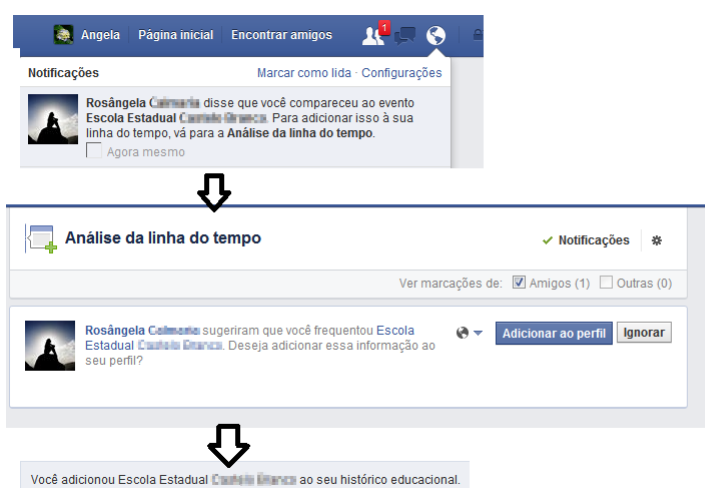 Angela Página inicial Encontrar amigos 1
Notificações Marcar como lida · Configurações
Rosângela disse que você compareceu ao evento
Escola Estadual . Para adicionar isso à sua
linha do tempo, vá para a Análise da linha do tempo.
Agora mesmo
Análise da linha do tempo Notificações
Ver marcações de: Amigos (1) Outras (0)
Rosângela sugeriram que você frequentou Escola
Estadual . Deseja adicionar essa informação ao
seu perfil?
Adicionar ao perfil Ignorar
Você adicionou Escola Estadual ao seu histórico educacional.